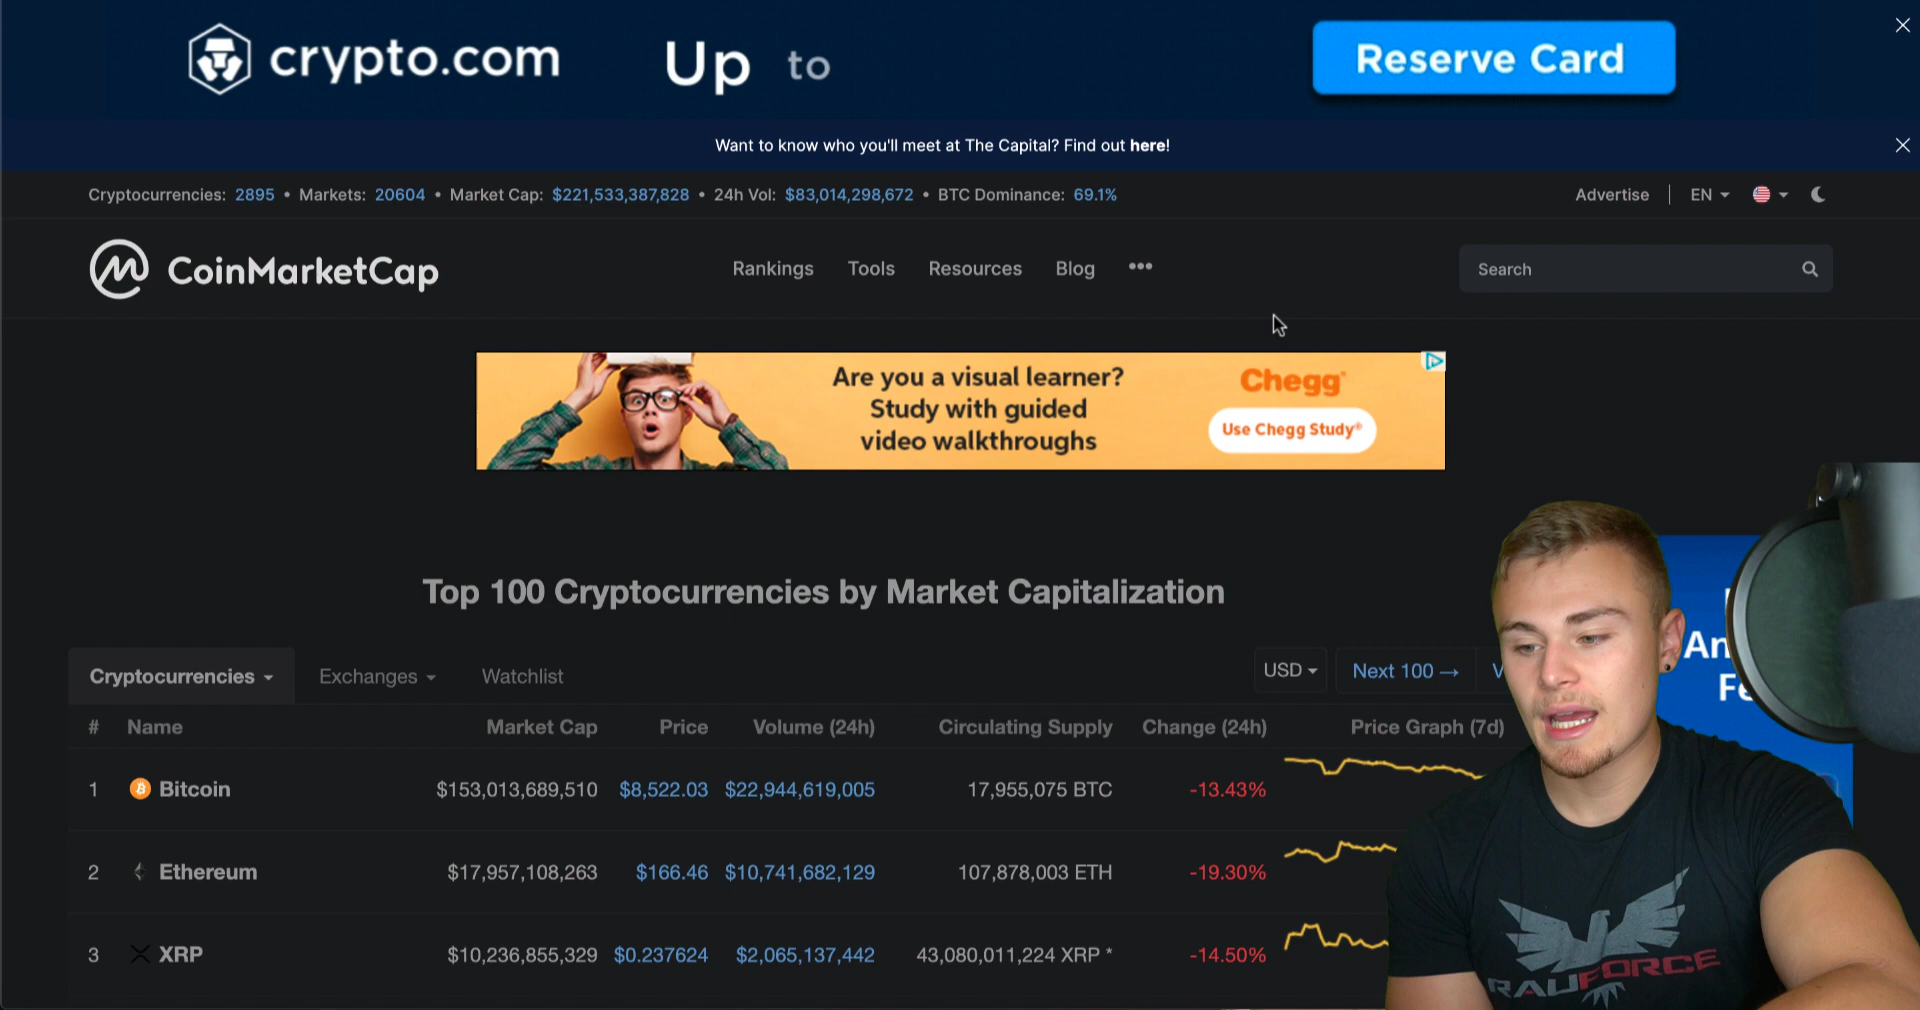 crypto.com
Up to
Reserve Card
Want to know who you'll meet at The Capital? Find out here!
Cryptocurrencies: 2895 • Markets: 20604 • Market Cap: $221,533,387,828 • 24h Vol: $83,014,298,672 • BTC Dominance: 69.1%
Advertise | EN
CoinMarketCap
Rankings Tools Resources Blog •••
Search
Are you a visual learner?
Study with guided
video walkthroughs
Chegg®
Use Chegg Study®
Top 100 Cryptocurrencies by Market Capitalization
Cryptocurrencies Exchanges Watchlist USD Next 100 →
# Name Market Cap Price Volume (24h) Circulating Supply Change (24h) Price Graph (7d)
1 Bitcoin $153,013,689,510 $8,522.03 $22,944,619,005 17,955,075 BTC -13.43%
2 Ethereum $17,957,108,263 $166.46 $10,741,682,129 107,878,003 ETH -19.30%
3 XRP $10,236,855,329 $0.237624 $2,065,137,442 43,080,011,224 XRP * -14.50%
RAUFORCE